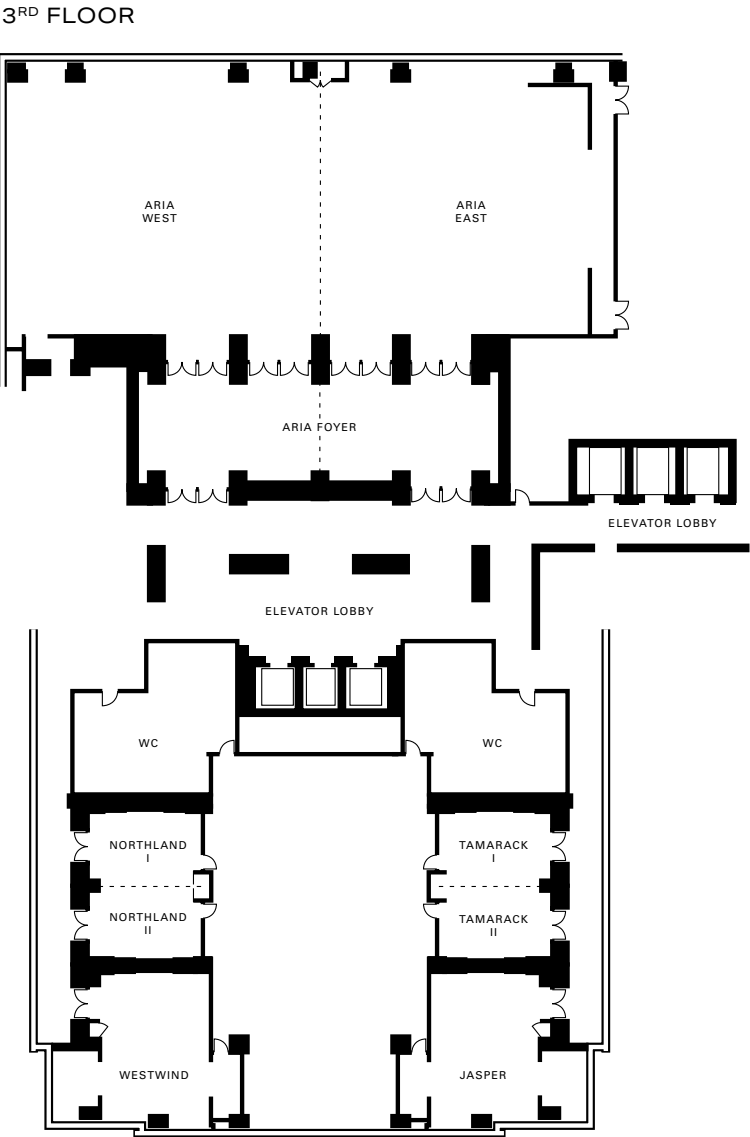 3RD FLOOR
ARIA
WEST
ARIA
EAST
ARIA FOYER
ELEVATOR LOBBY
ELEVATOR LOBBY
WC
WC
NORTHLAND
I
TAMARACK
I
NORTHLAND
II
TAMARACK
II
WESTWIND
JASPER